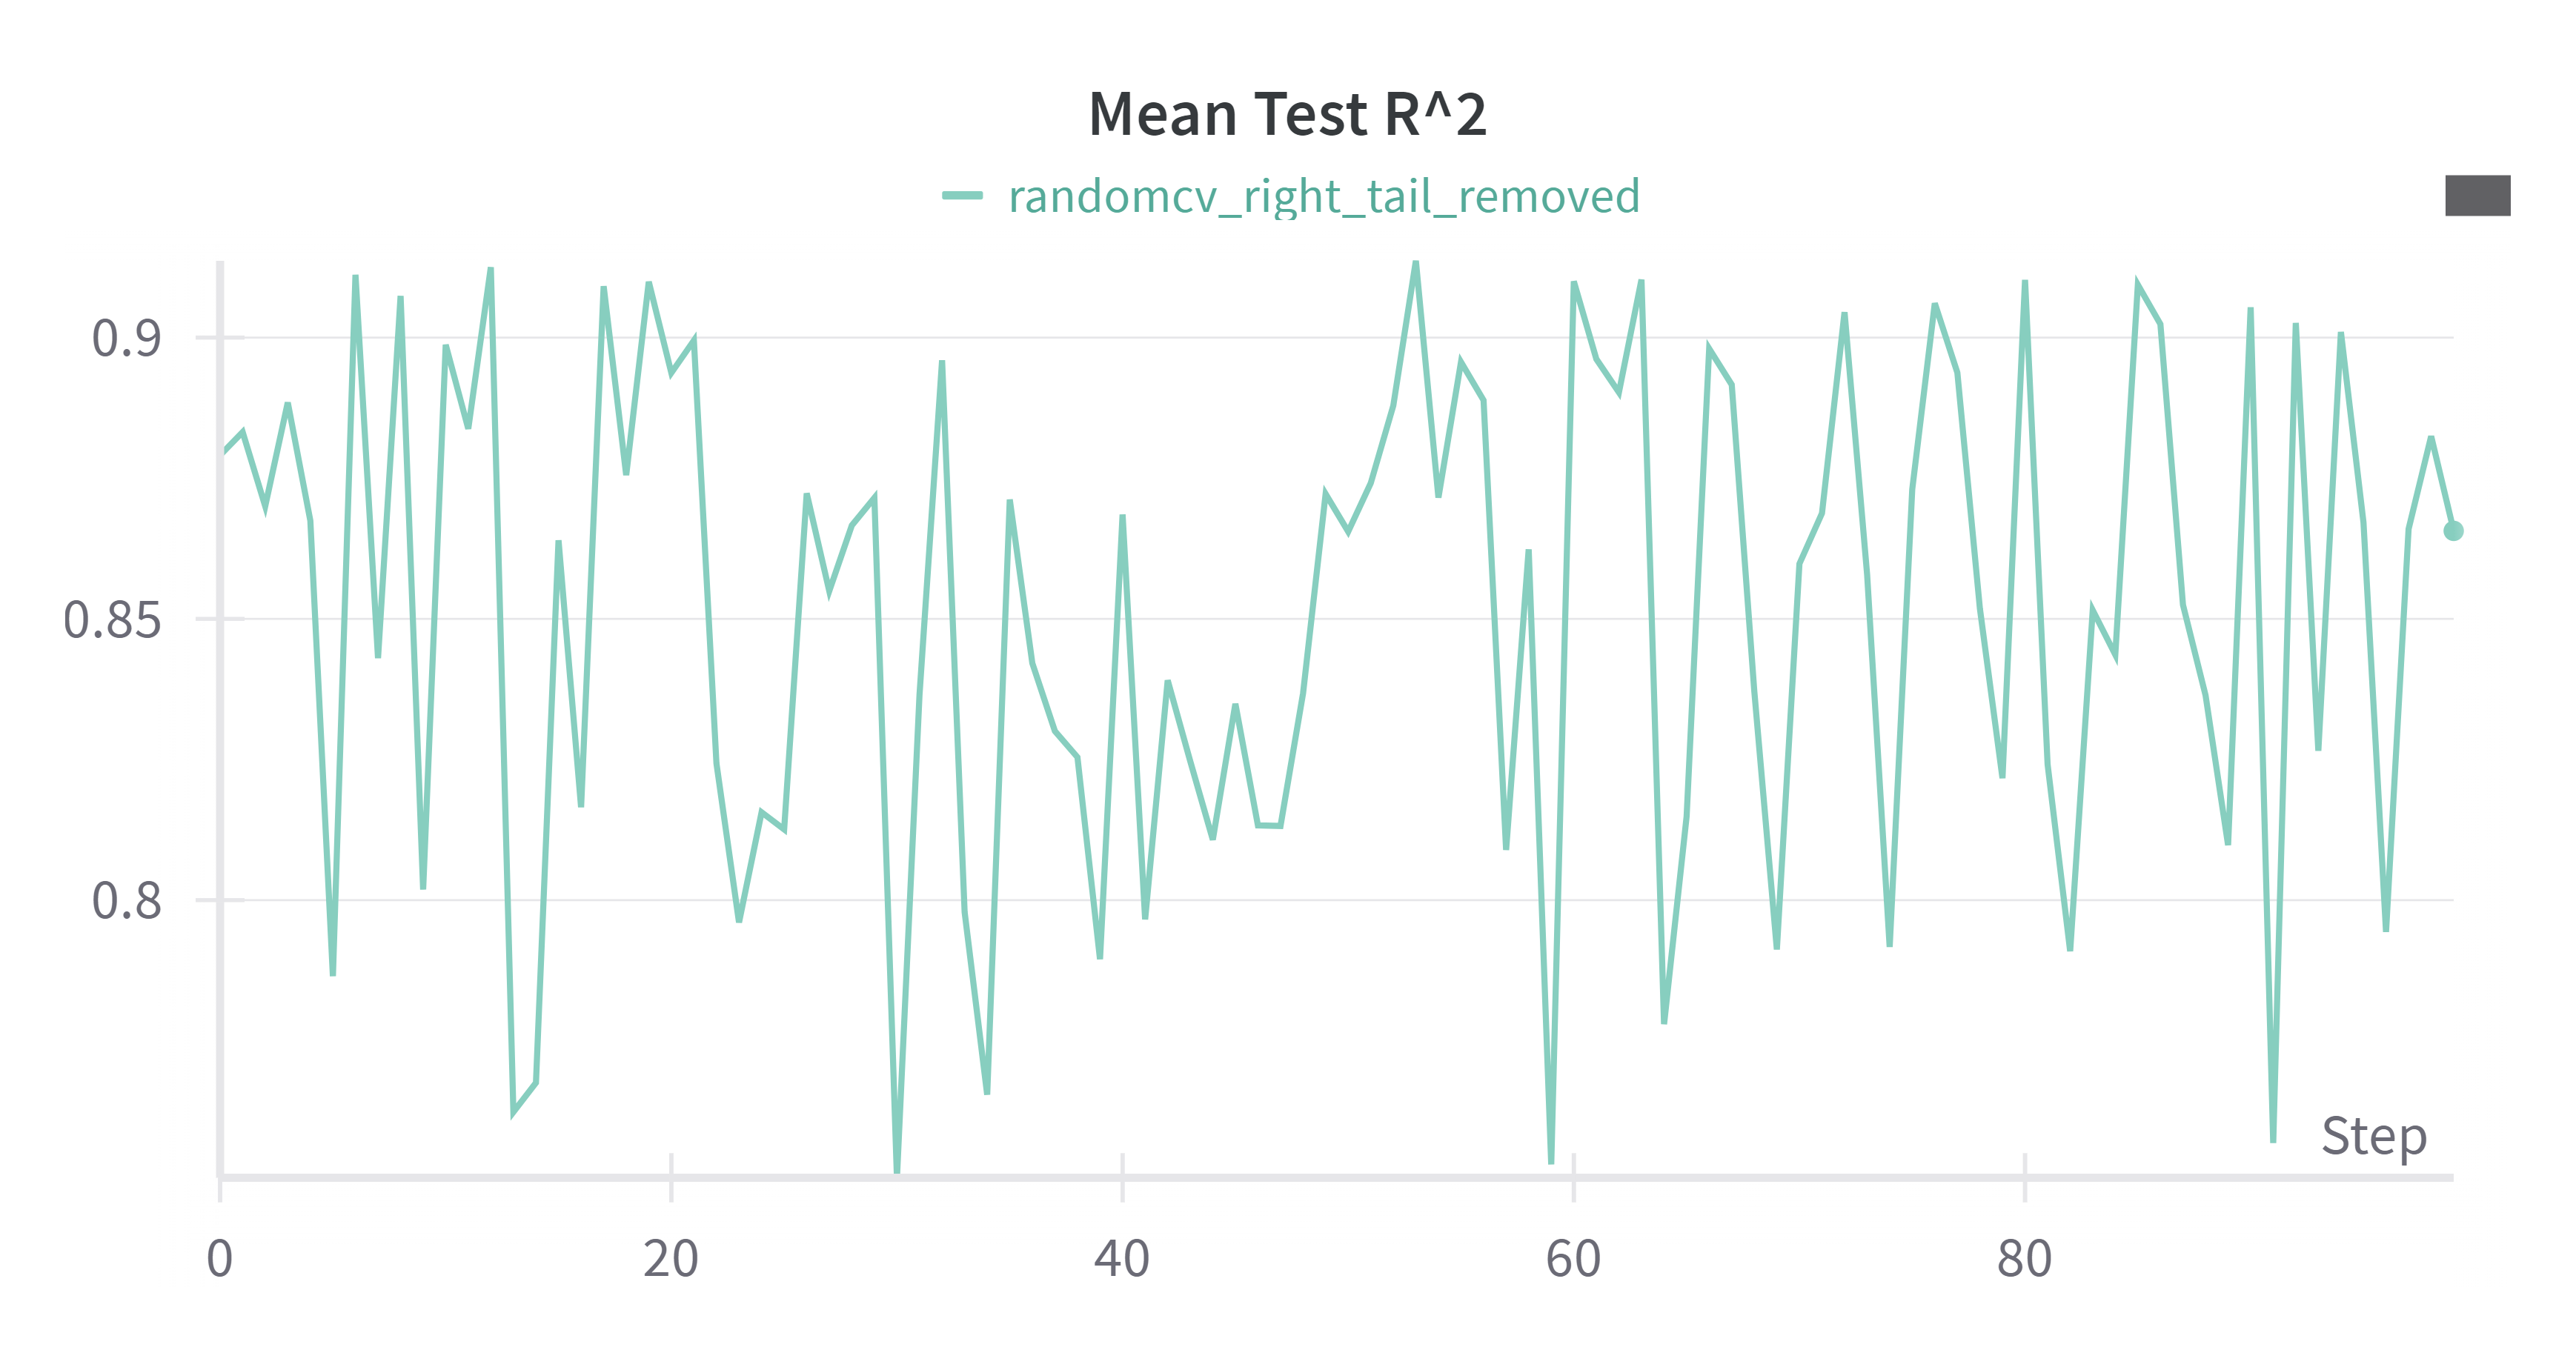 Mean Test R^2
randomcv_right_tail_removed
0.9
0.85
0.8
Step
0 20 40 60 80